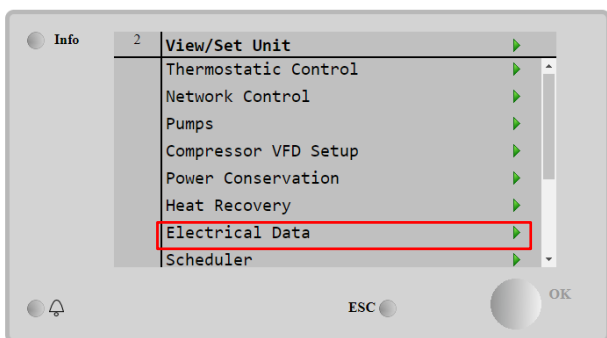 Info
2
View/Set Unit
Thermostatic Control
Network Control
Pumps
Compressor VFD Setup
Power Conservation
Heat Recovery
Electrical Data
Scheduler
ESC
OK